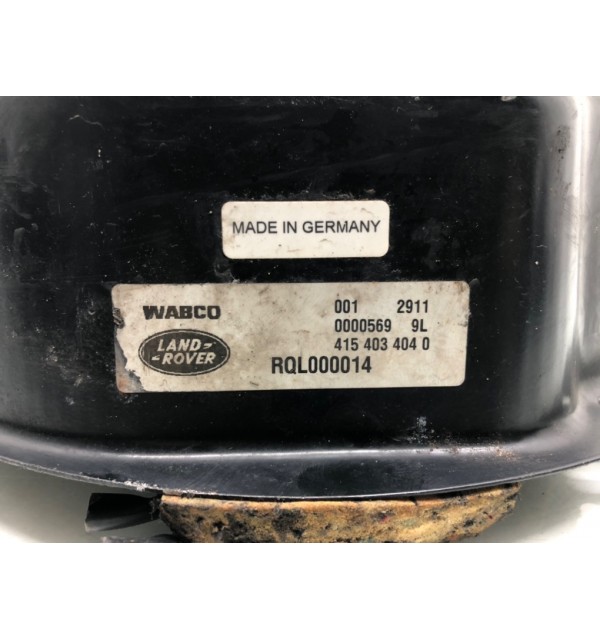 MADE IN GERMANY
WABCO 001 2911
0000569 9L
LAND-
-ROVER
415 403 404 0
RQL000014